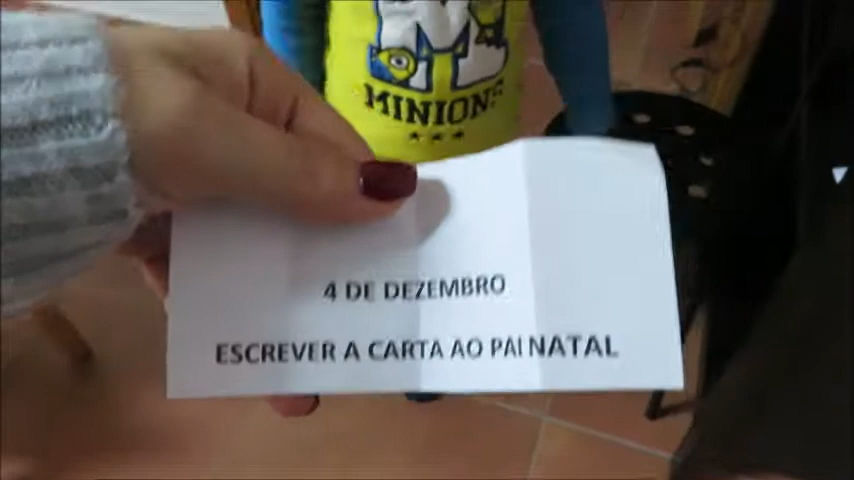 M
MINIONS
4 DE DEZEMBRO
ESCREVER A CARTA AO PAI NATAL